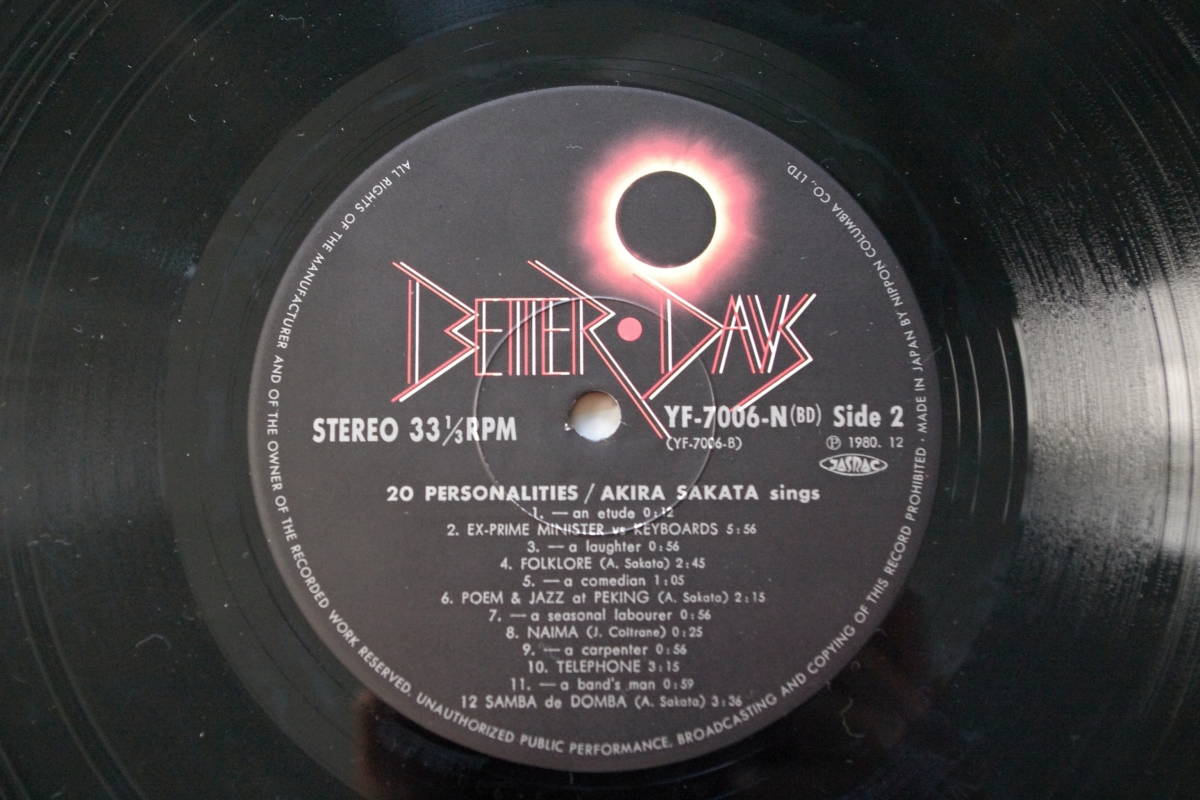 BETTER • DAYS
STEREO 33 1/3 RPM
YF-7006-N (BD) Side 2
(YF-7006-B)
Ⓟ 1980. 12
JASRAC
20 PERSONALITIES / AKIRA SAKATA sings
1. — an etude 0:12
2. EX-PRIME MINISTER vs KEYBOARDS 5:56
3. — a laughter 0:56
4. FOLKLORE (A. Sakata) 2:45
5. — a comedian 1:05
6. POEM & JAZZ at PEKING (A. Sakata) 2:15
7. — a seasonal labourer 0:56
8. NAIMA (J. Coltrane) 0:25
9. — a carpenter 0:56
10. TELEPHONE 3:15
11. — a band's man 0:59
12 SAMBA de DOMBA (A. Sakata) 3:36
ALL RIGHTS OF THE MANUFACTURER AND OF THE OWNER OF THE RECORDED WORK RESERVED. UNAUTHORIZED PUBLIC PERFORMANCE, BROADCASTING AND COPYING OF THIS RECORD PROHIBITED · MADE IN JAPAN BY NIPPON COLUMBIA CO., LTD.